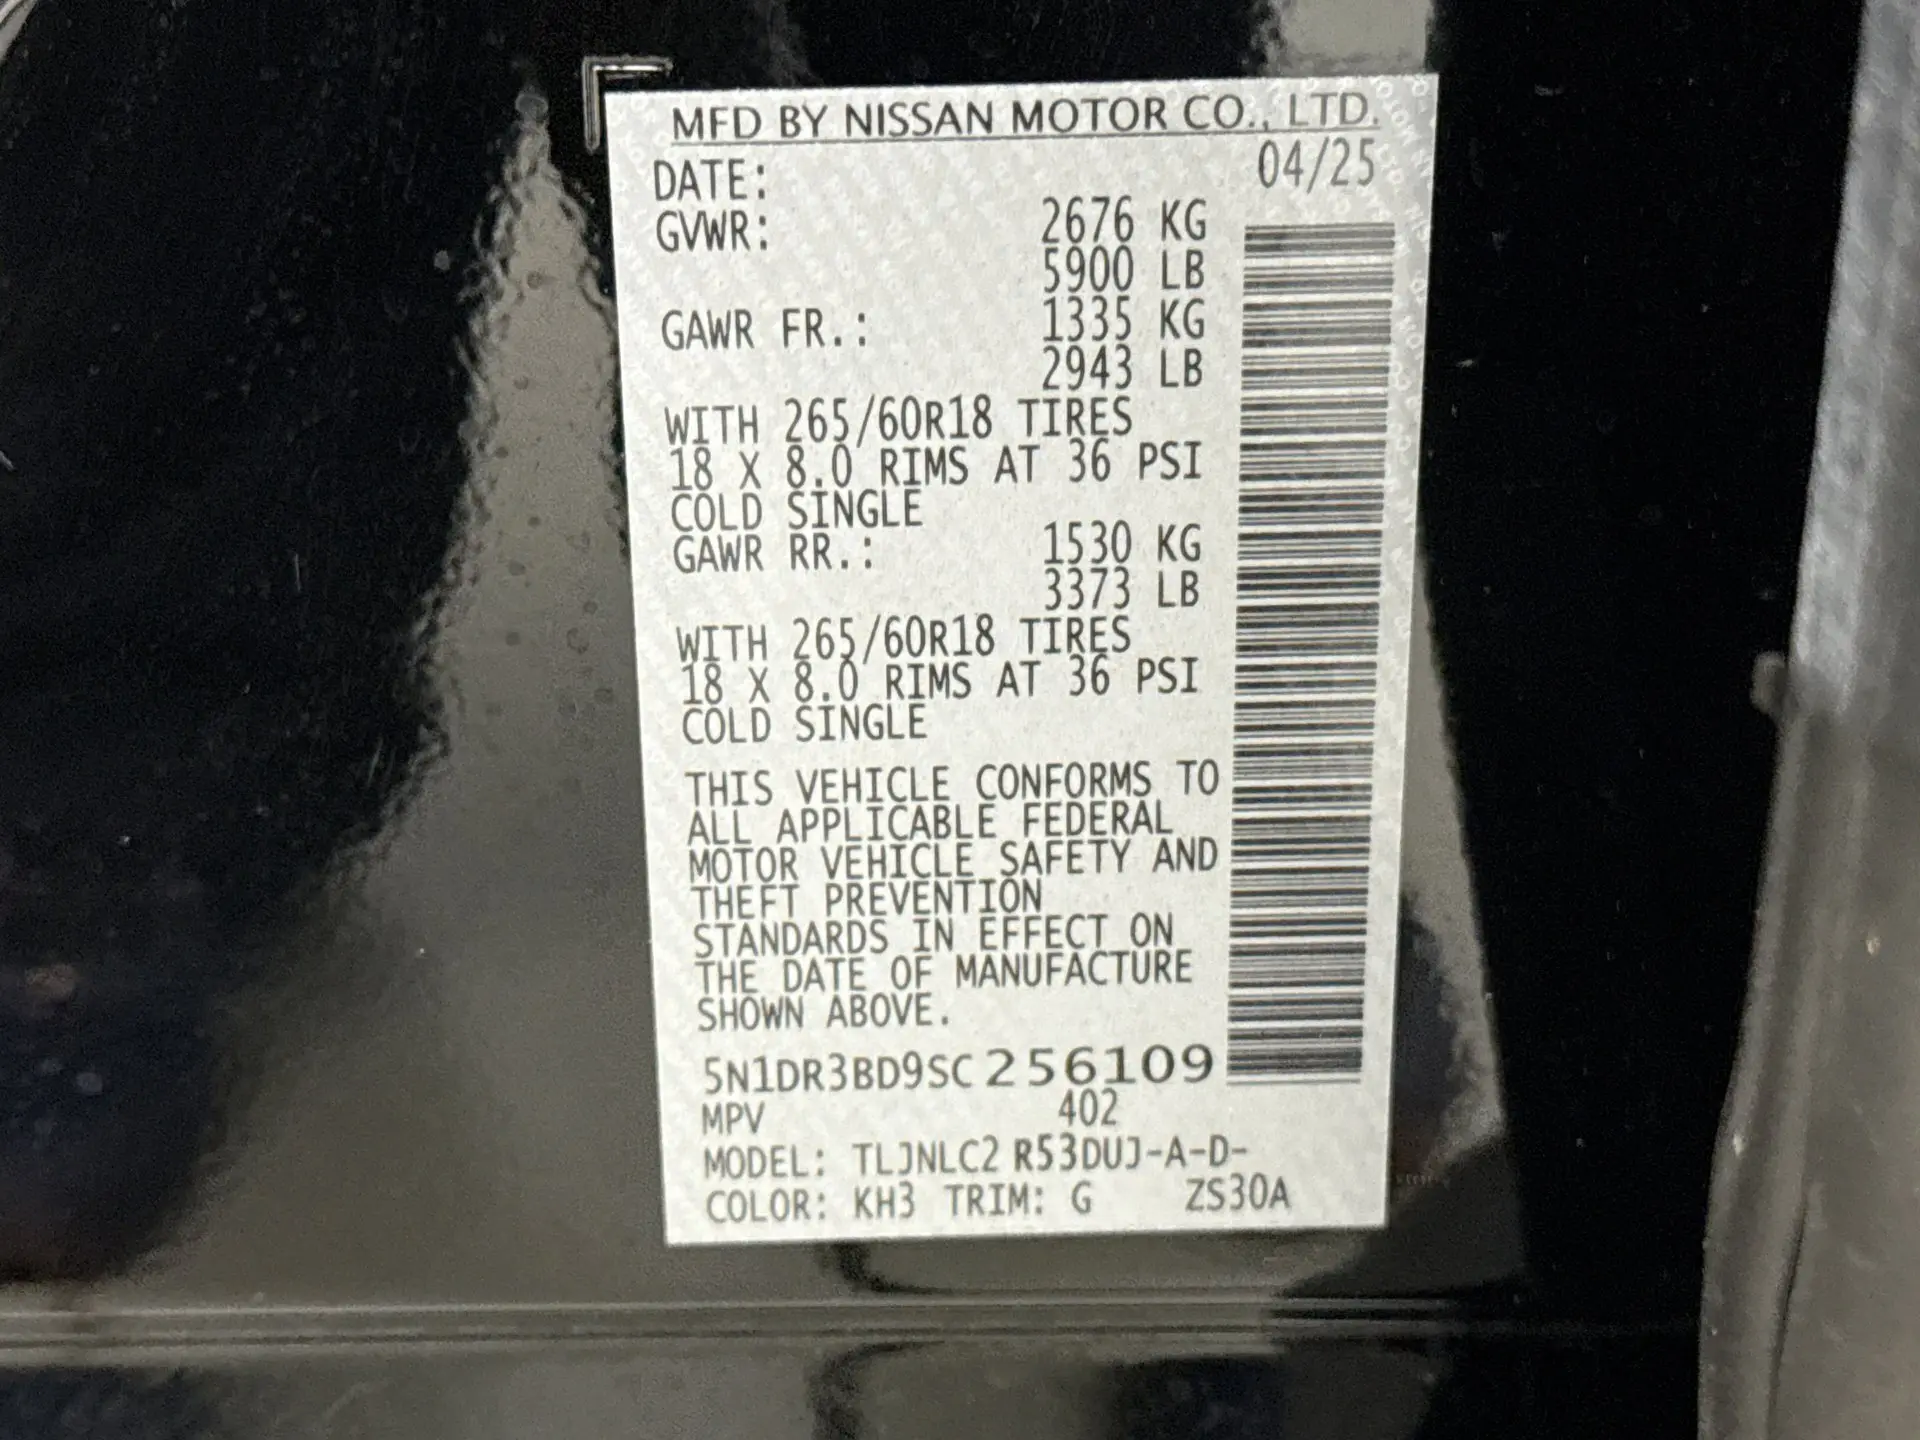 MFD BY NISSAN MOTOR CO., LTD.
DATE: 04/25
GVWR: 2676 KG
5900 LB
GAWR FR.: 1335 KG
2943 LB
WITH 265/60R18 TIRES
18 X 8.0 RIMS AT 36 PSI
COLD SINGLE
GAWR RR.: 1530 KG
3373 LB
WITH 265/60R18 TIRES
18 X 8.0 RIMS AT 36 PSI
COLD SINGLE
THIS VEHICLE CONFORMS TO
ALL APPLICABLE FEDERAL
MOTOR VEHICLE SAFETY AND
THEFT PREVENTION
STANDARDS IN EFFECT ON
THE DATE OF MANUFACTURE
SHOWN ABOVE.
5N1DR3BD9SC256109
MPV 402
MODEL: TLJNLC2 R53DUJ-A-D-
COLOR: KH3 TRIM: G ZS30A